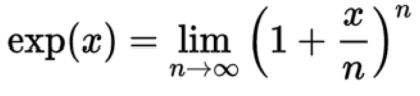 exp(x) = lim_{n→∞} (1 + x/n)^n